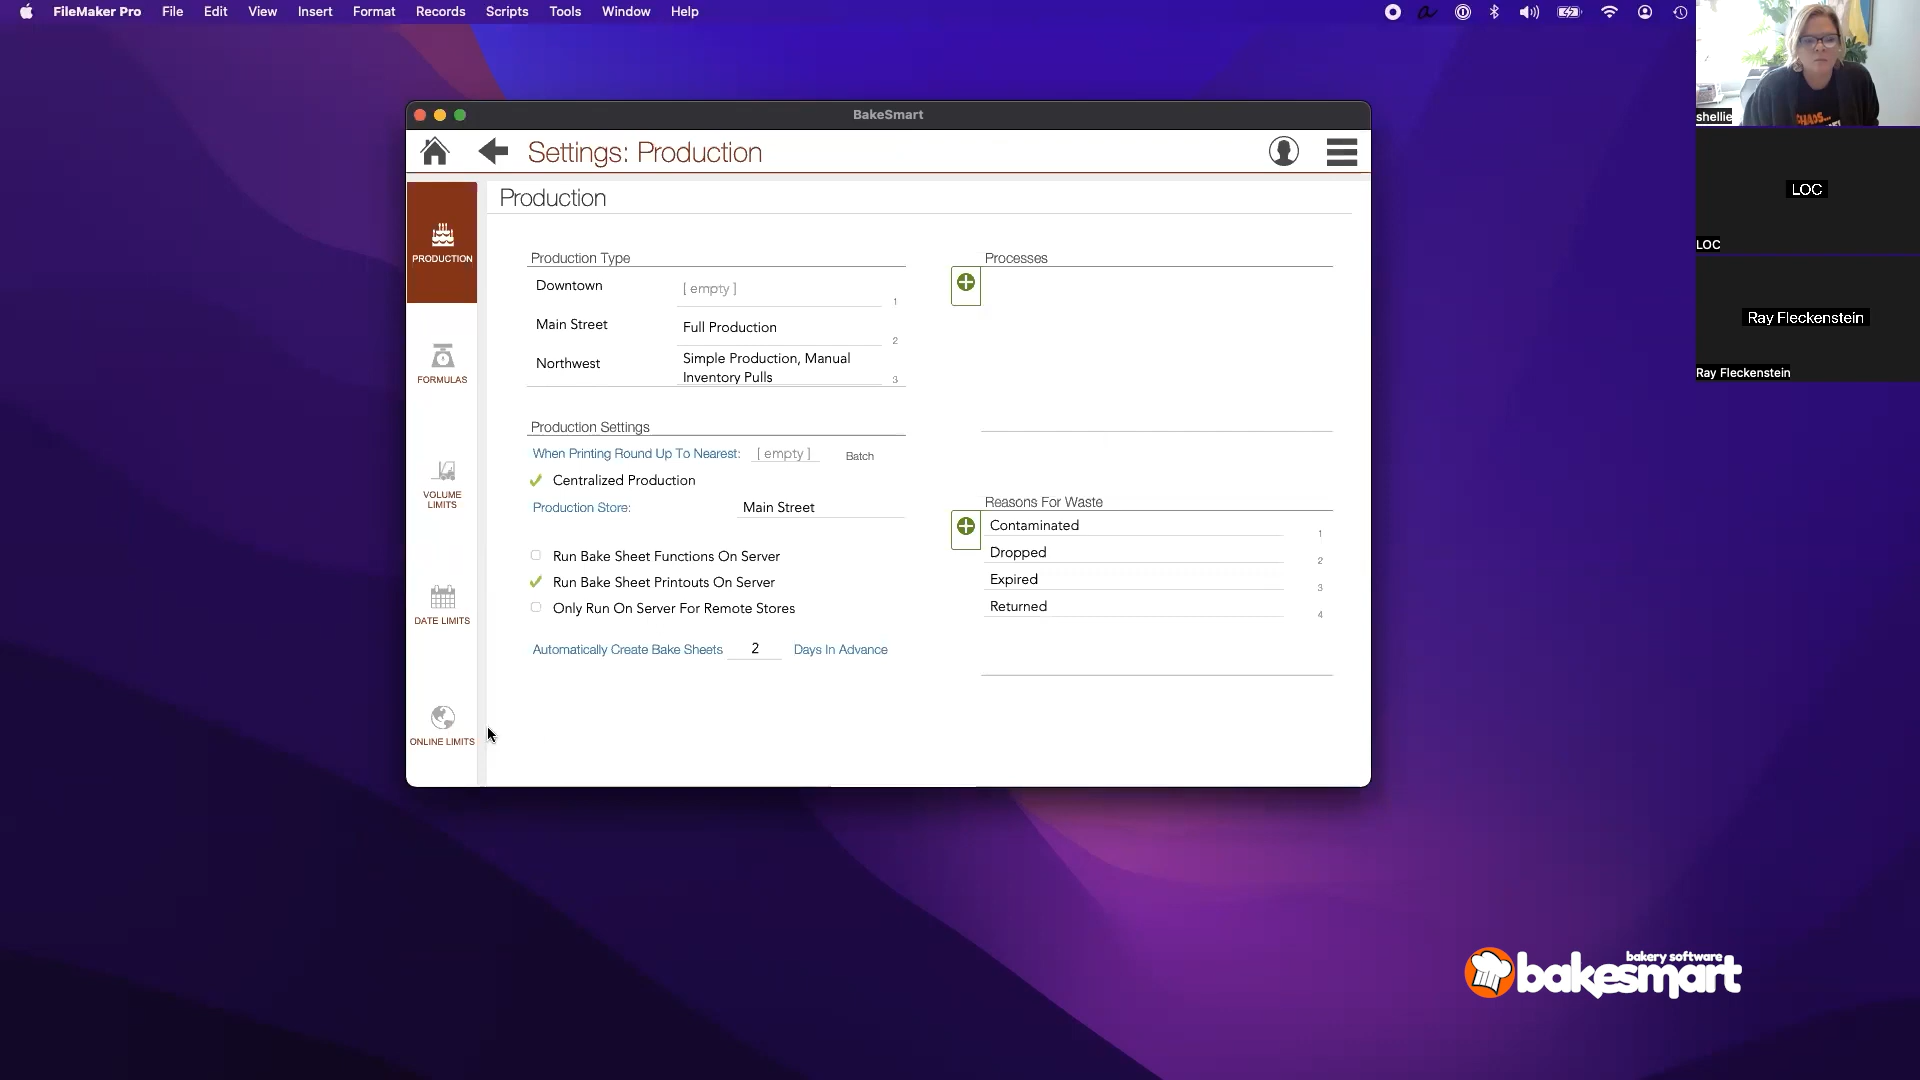 FileMaker Pro File Edit View Insert Format Records Scripts Tools Window Help
shellie
LOC
LOC
Ray Fleckenstein
Ray Fleckenstein
BakeSmart
Settings: Production
PRODUCTION
FORMULAS
VOLUME
LIMITS
DATE LIMITS
ONLINE LIMITS
Production
Production Type
Downtown [ empty ] 1
Main Street Full Production 2
Northwest Simple Production, Manual
Inventory Pulls 3
Production Settings
When Printing Round Up To Nearest: [ empty ] Batch
Centralized Production
Production Store: Main Street
Run Bake Sheet Functions On Server
Run Bake Sheet Printouts On Server
Only Run On Server For Remote Stores
Automatically Create Bake Sheets 2 Days In Advance
Processes
Reasons For Waste
Contaminated 1
Dropped 2
Expired 3
Returned 4
bakery software
bakesmart